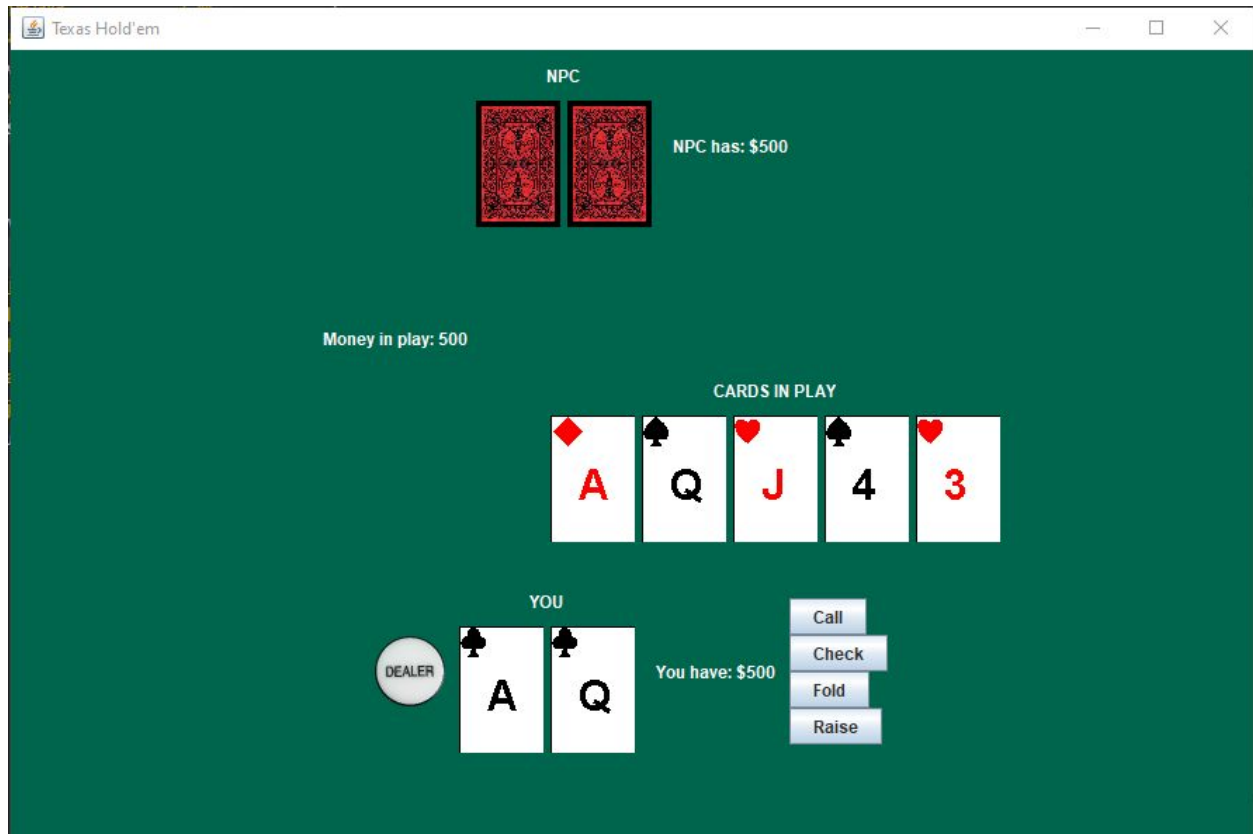 Texas Hold'em
NPC
NPC has: $500
Money in play: 500
CARDS IN PLAY
A Q J 4 3
YOU
DEALER
A Q
You have: $500
Call
Check
Fold
Raise